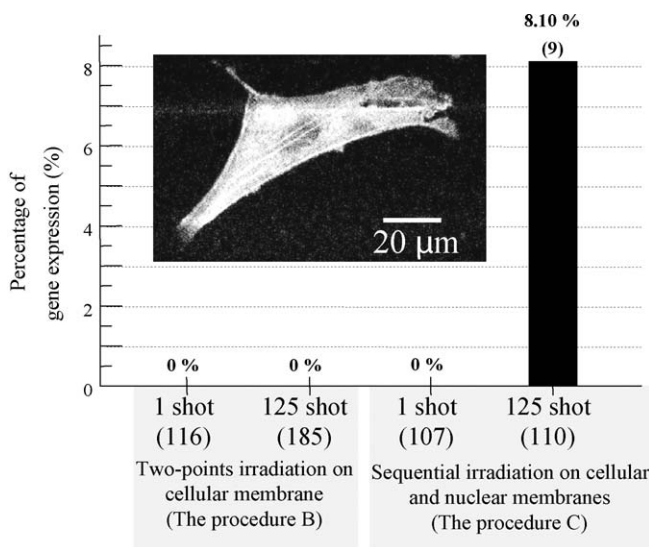 8.10 %
(9)
8
6
4
2
0
Percentage of
gene expression (%)
20 µm
0 %
0 %
0 %
1 shot
(116)
125 shot
(185)
1 shot
(107)
125 shot
(110)
Two-points irradiation on
cellular membrane
(The procedure B)
Sequential irradiation on cellular
and nuclear membranes
(The procedure C)